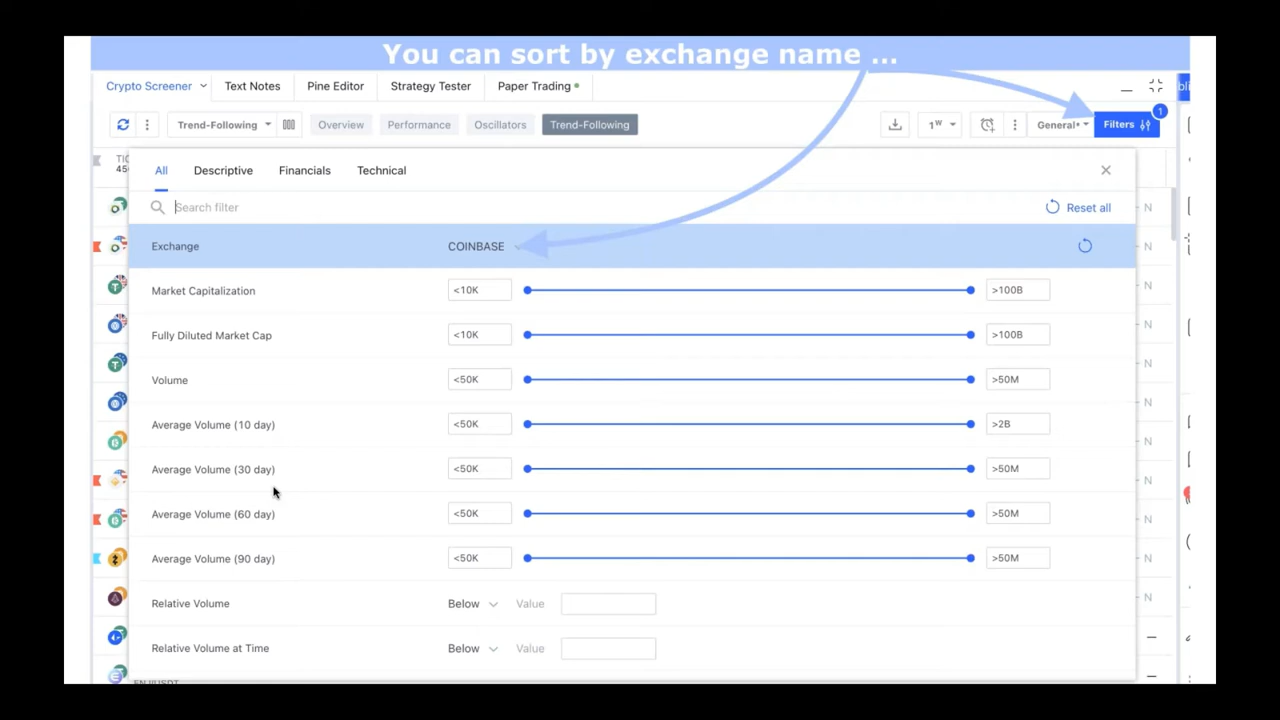 You can sort by exchange name ...
Crypto Screener Text Notes Pine Editor Strategy Tester Paper Trading
Trend-Following Overview Performance Oscillators Trend-Following 1W General Filters 1
All Descriptive Financials Technical
Search filter Reset all
Exchange COINBASE
Market Capitalization <10K >100B
Fully Diluted Market Cap <10K >100B
Volume <50K >50M
Average Volume (10 day) <50K >2B
Average Volume (30 day) <50K >50M
Average Volume (60 day) <50K >50M
Average Volume (90 day) <50K >50M
Relative Volume Below Value
Relative Volume at Time Below Value